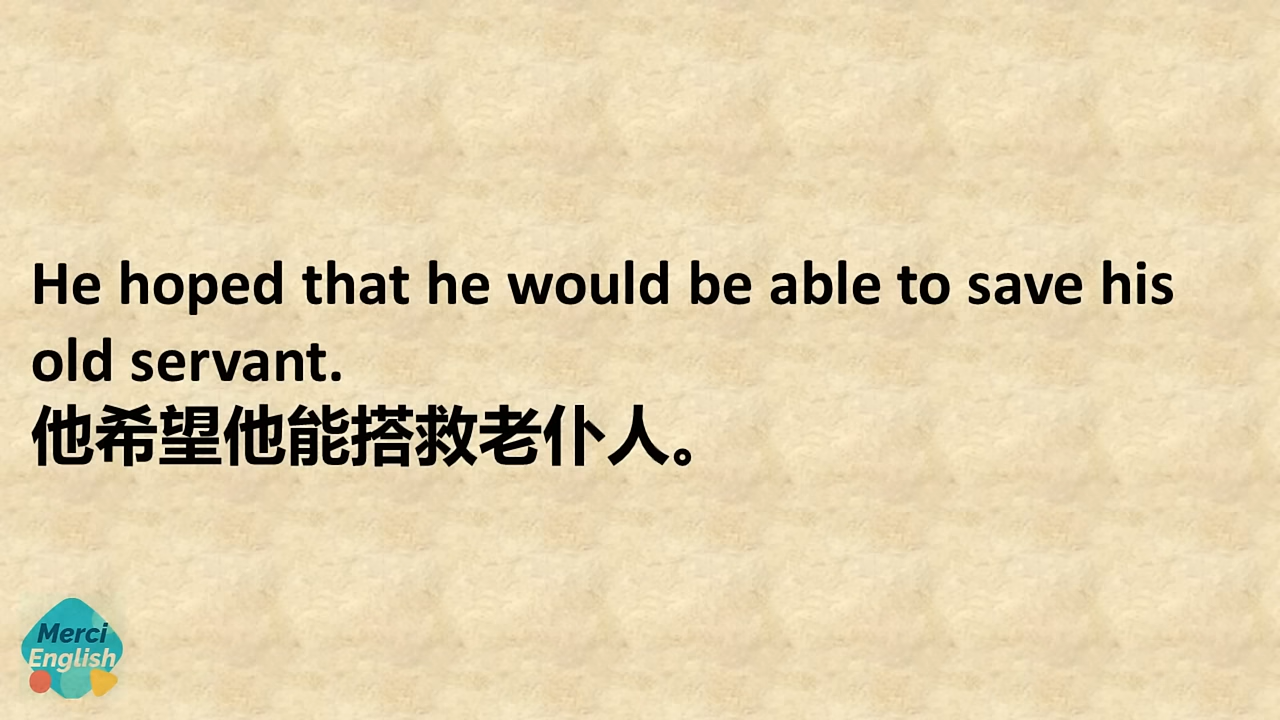 He hoped that he would be able to save his
old servant.
他希望他能搭救老仆人。
Merci
English